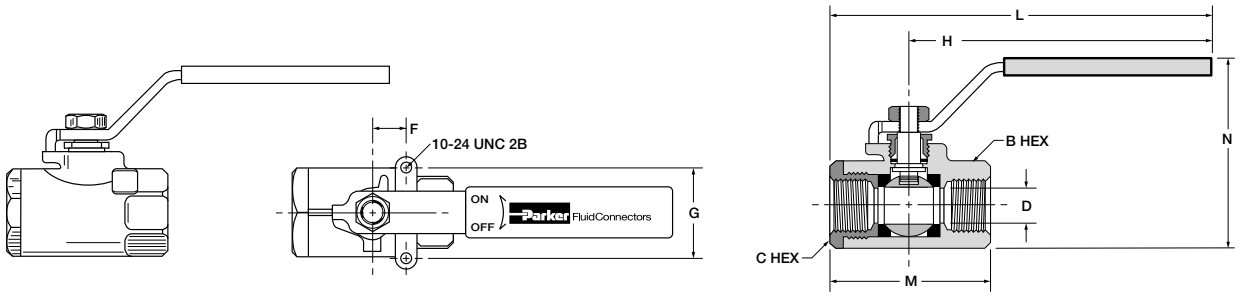 F
10-24 UNC 2B
ON
OFF
Parker FluidConnectors
G
L
H
B HEX
N
D
C HEX
M